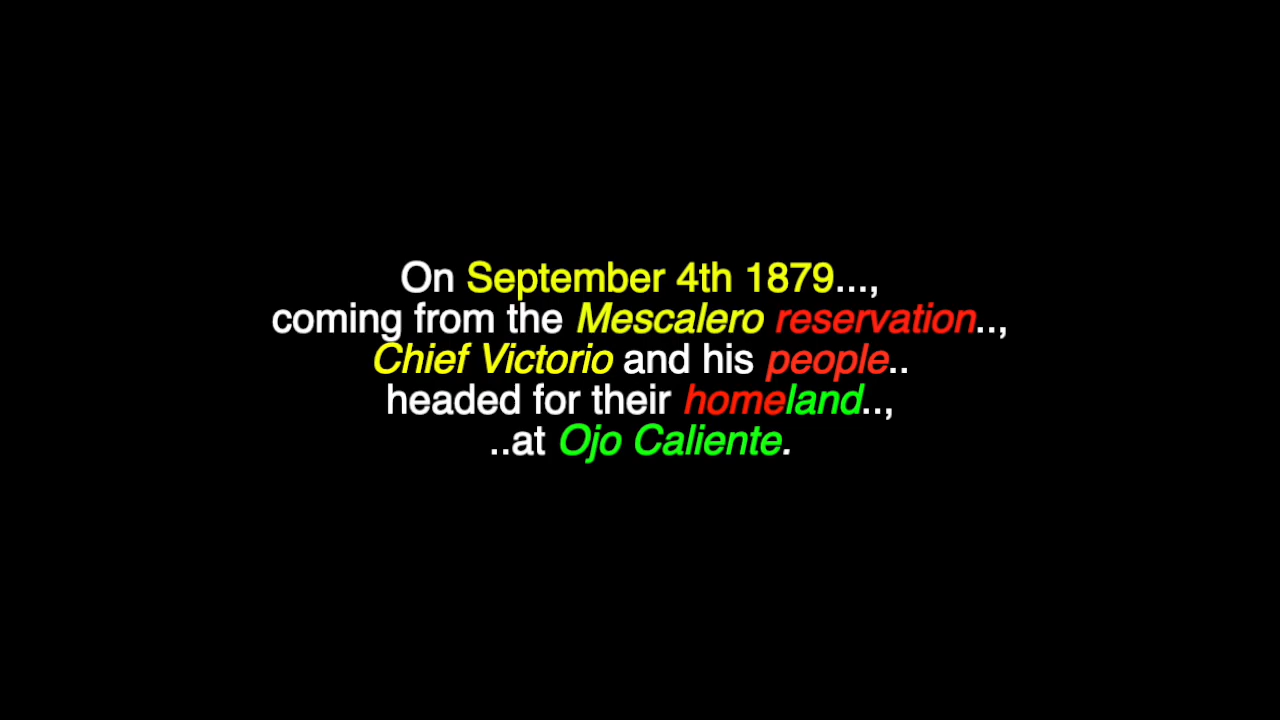 On September 4th 1879...,
coming from the Mescalero reservation..,
Chief Victorio and his people..
headed for their homeland..,
..at Ojo Caliente.